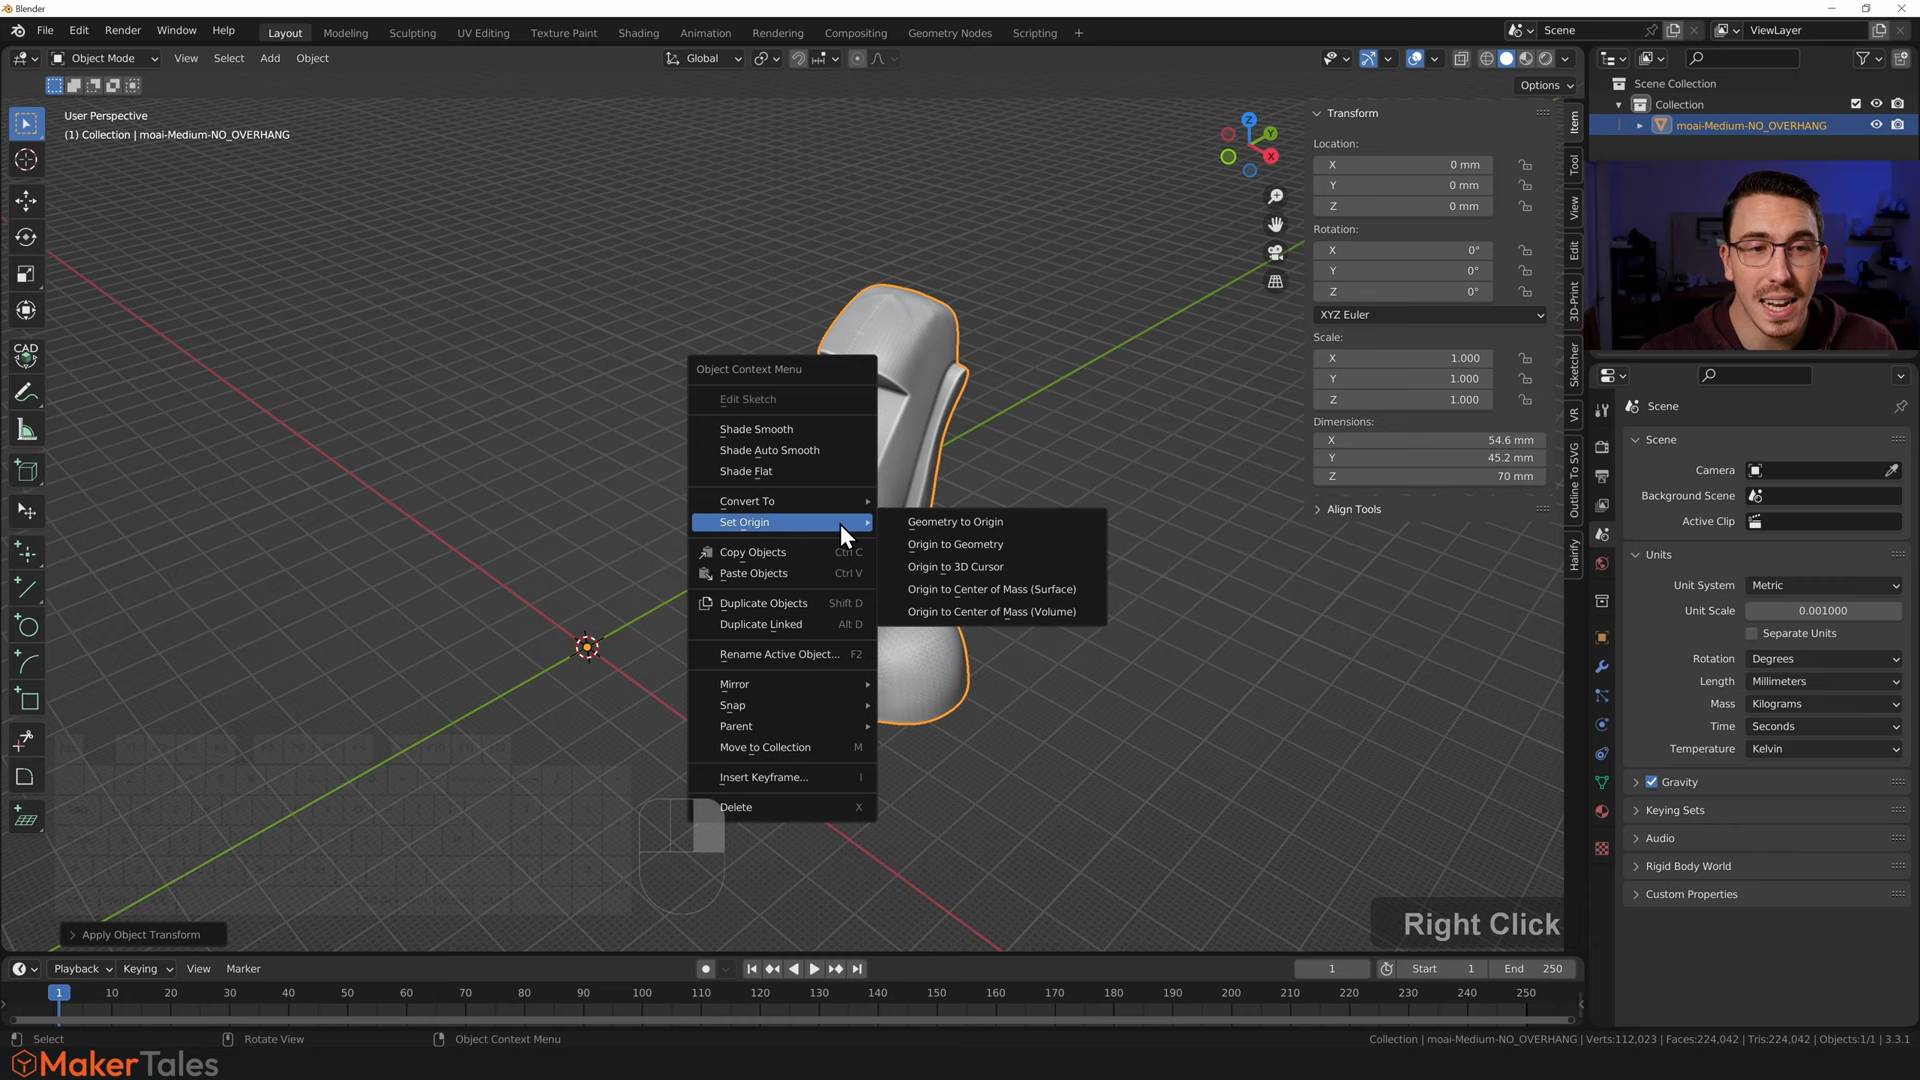 Blender
File Edit Render Window Help
Layout Modeling Sculpting UV Editing Texture Paint Shading Animation Rendering Compositing Geometry Nodes Scripting +
Scene
ViewLayer
Object Mode View Select Add Object
Global
Options
User Perspective
(1) Collection | moai-Medium-NO_OVERHANG
Z
Y
X
CAD
Transform
Location:
X 0 mm
Y 0 mm
Z 0 mm
Rotation:
X 0°
Y 0°
Z 0°
XYZ Euler
Scale:
X 1.000
Y 1.000
Z 1.000
Dimensions:
X 54.6 mm
Y 45.2 mm
Z 70 mm
Align Tools
Item
Tool
View
Edit
3D-Print
Sketcher
VR
Outline To SVG
Hairify
Scene Collection
Collection
moai-Medium-NO_OVERHANG
Scene
Scene
Camera
Background Scene
Active Clip
Units
Unit System Metric
Unit Scale 0.001000
Separate Units
Rotation Degrees
Length Millimeters
Mass Kilograms
Time Seconds
Temperature Kelvin
Gravity
Keying Sets
Audio
Rigid Body World
Custom Properties
Object Context Menu
Edit Sketch
Shade Smooth
Shade Auto Smooth
Shade Flat
Convert To
Set Origin
Copy Objects Ctrl C
Paste Objects Ctrl V
Duplicate Objects Shift D
Duplicate Linked Alt D
Rename Active Object... F2
Mirror
Snap
Parent
Move to Collection M
Insert Keyframe... I
Delete X
Geometry to Origin
Origin to Geometry
Origin to 3D Cursor
Origin to Center of Mass (Surface)
Origin to Center of Mass (Volume)
Right Click
Apply Object Transform
Playback Keying View Marker
1 Start 1 End 250
1 10 20 30 40 50 60 70 80 90 100 110 120 130 140 150 160 170 180 190 200 210 220 230 240 250
Select Rotate View Object Context Menu
Collection | moai-Medium-NO_OVERHANG | Verts:112,023 | Faces:224,042 | Tris:224,042 | Objects:1/1 | 3.3.1
MakerTales